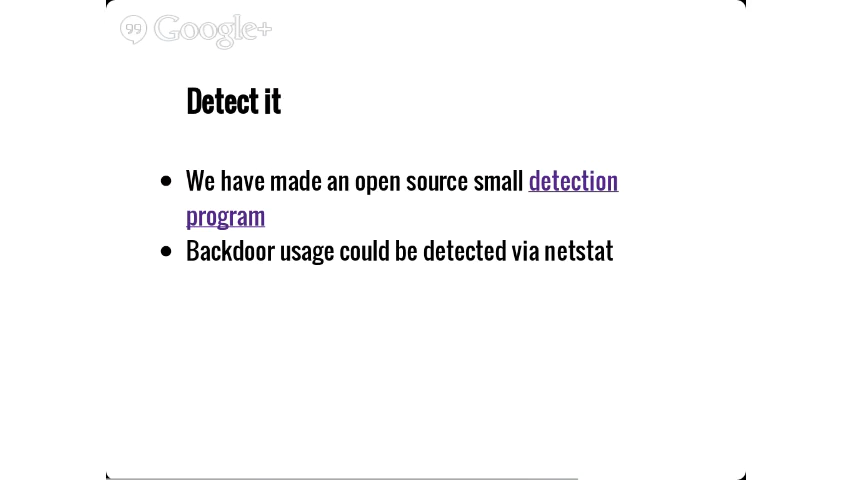 Google+
Detect it
• We have made an open source small detection
program
• Backdoor usage could be detected via netstat